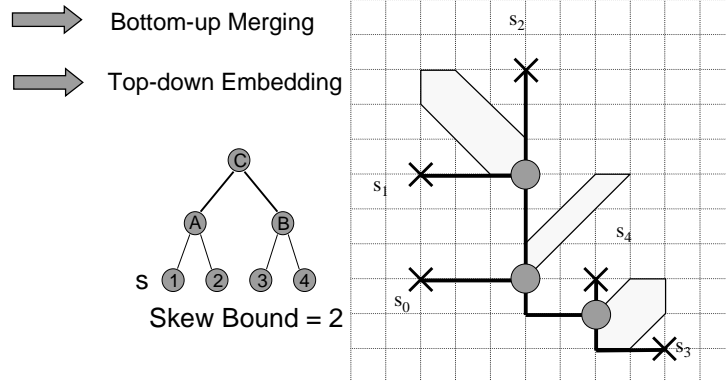 Bottom-up Merging
Top-down Embedding
C
A B
S 1 2 3 4
Skew Bound = 2
s2
s1
s4
s0
s3